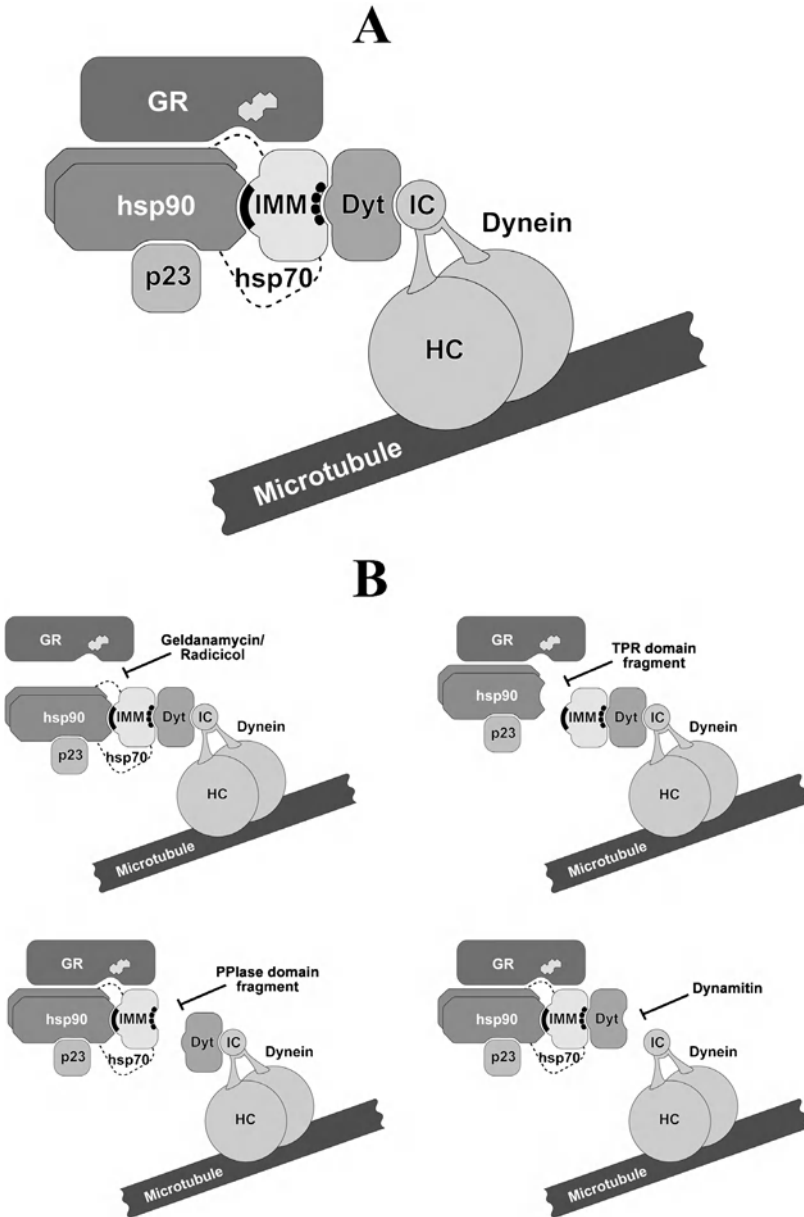 A
GR
hsp90
IMM
Dyt
IC
Dynein
p23
hsp70
HC
Microtubule
B
Geldanamycin/
Radicicol
GR
hsp90
IMM
Dyt
IC
Dynein
p23
hsp70
HC
Microtubule
TPR domain
fragment
GR
hsp90
IMM
Dyt
IC
Dynein
p23
HC
Microtubule
PPIase domain
fragment
GR
hsp90
IMM
Dyt
IC
Dynein
p23
hsp70
HC
Microtubule
Dynamitin
GR
hsp90
IMM
Dyt
IC
Dynein
p23
hsp70
HC
Microtubule